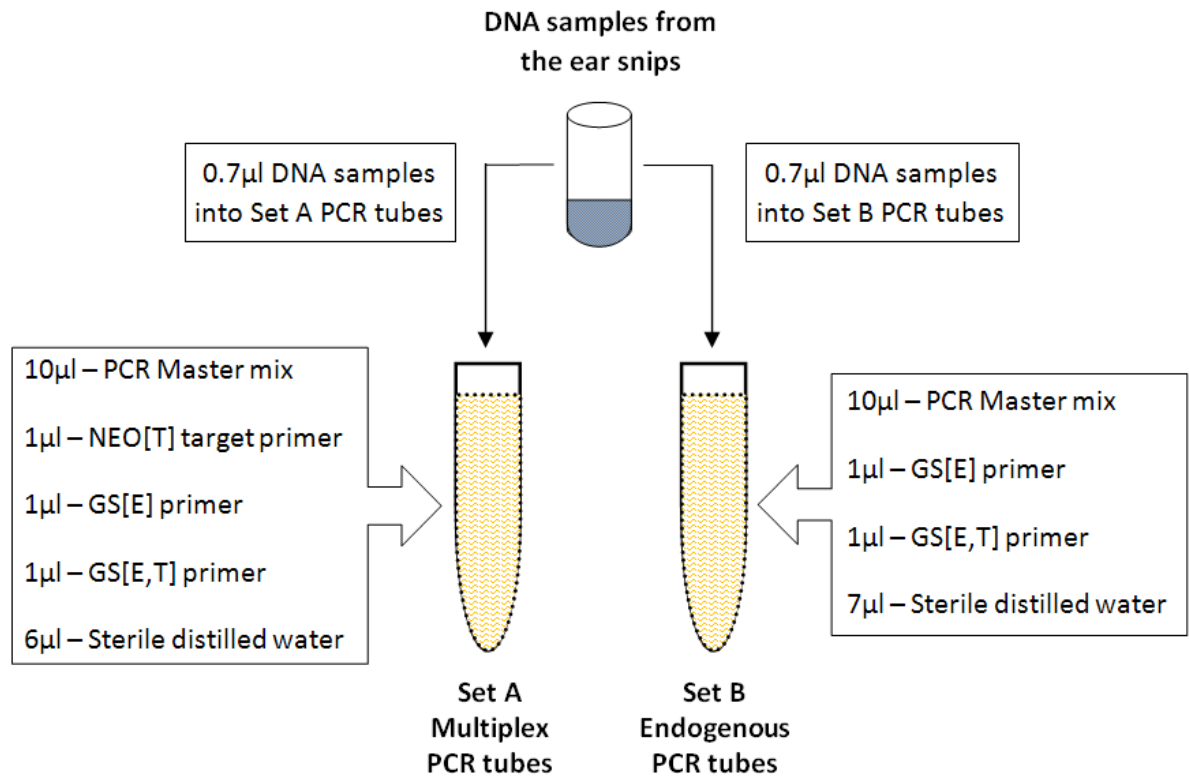 DNA samples from
the ear snips
0.7µl DNA samples
into Set A PCR tubes
0.7µl DNA samples
into Set B PCR tubes
10µl – PCR Master mix
1µl – NEO[T] target primer
1µl – GS[E] primer
1µl – GS[E,T] primer
6µl – Sterile distilled water
10µl – PCR Master mix
1µl – GS[E] primer
1µl – GS[E,T] primer
7µl – Sterile distilled water
Set A
Multiplex
PCR tubes
Set B
Endogenous
PCR tubes